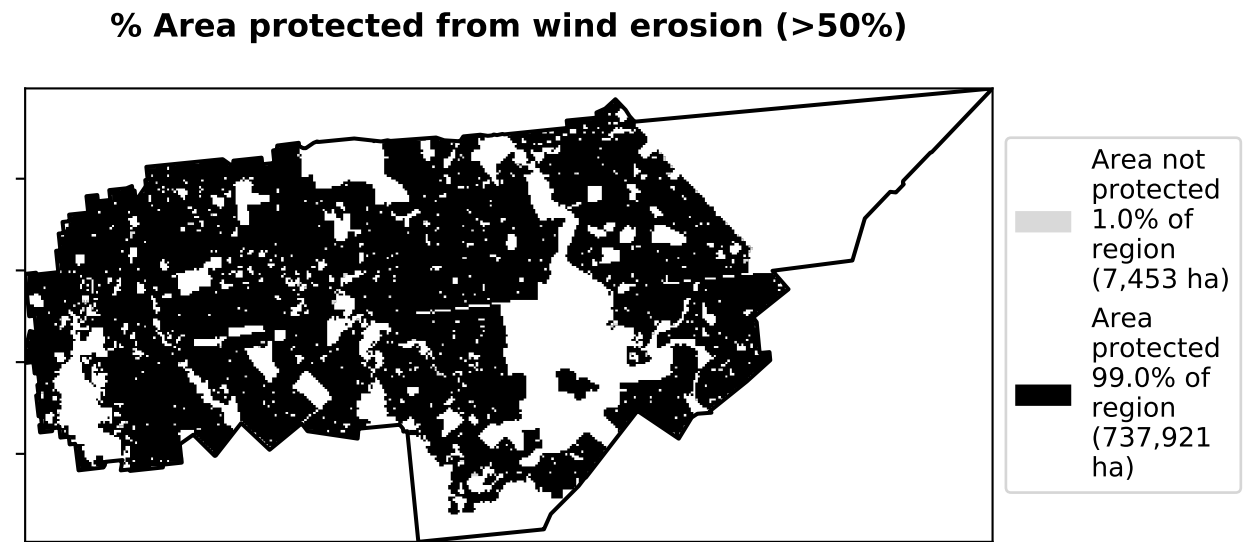 % Area protected from wind erosion (>50%)
Area not
protected
1.0% of
region
(7,453 ha)
Area
protected
99.0% of
region
(737,921
ha)